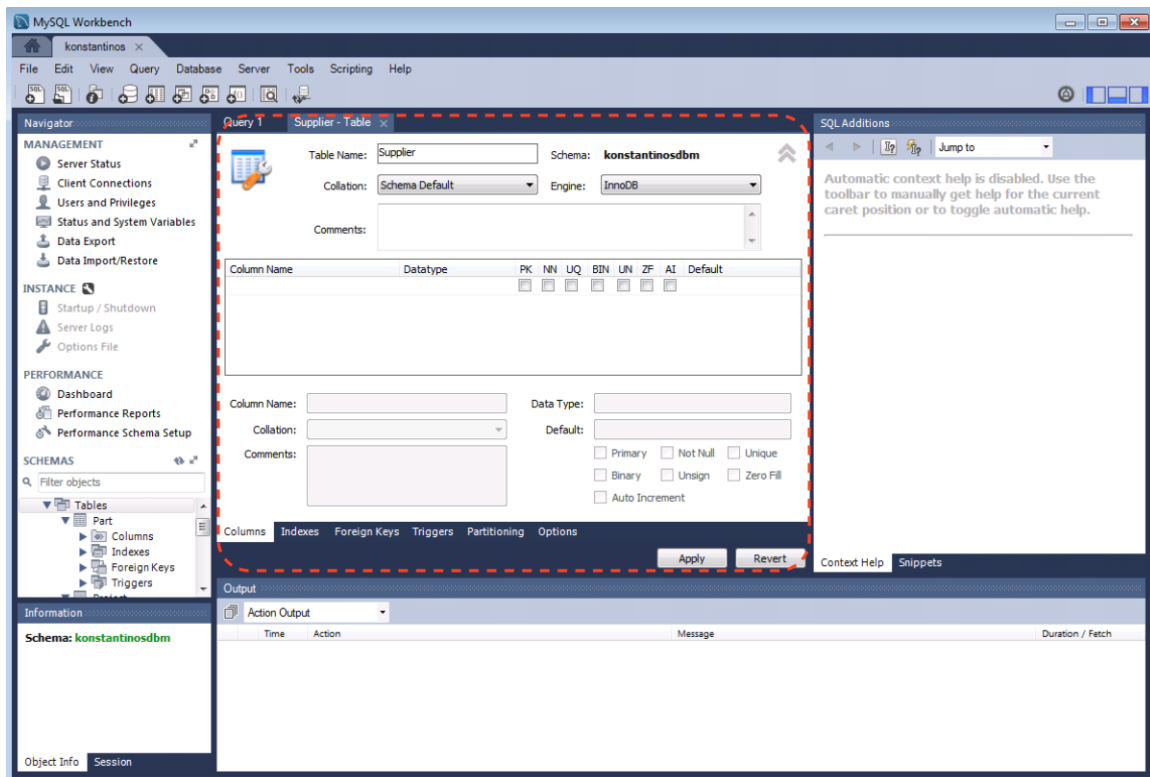 MySQL Workbench
konstantinos
File Edit View Query Database Server Tools Scripting Help
Navigator
MANAGEMENT
Server Status
Client Connections
Users and Privileges
Status and System Variables
Data Export
Data Import/Restore
INSTANCE
Startup / Shutdown
Server Logs
Options File
PERFORMANCE
Dashboard
Performance Reports
Performance Schema Setup
SCHEMAS
Filter objects
Tables
Part
Columns
Indexes
Foreign Keys
Triggers
Project
Information
Schema: konstantinosdbm
Object Info Session
Query 1 Supplier - Table
Table Name: Supplier Schema: konstantinosdbm
Collation: Schema Default Engine: InnoDB
Comments:
Column Name Datatype PK NN UQ BIN UN ZF AI Default
Column Name: Data Type:
Collation: Default:
Comments: Primary Not Null Unique
Binary Unsign Zero Fill
Auto Increment
Columns Indexes Foreign Keys Triggers Partitioning Options
Apply Revert
SQL Additions
Jump to
Automatic context help is disabled. Use the
toolbar to manually get help for the current
caret position or to toggle automatic help.
Context Help Snippets
Output
Action Output
Time Action Message Duration / Fetch